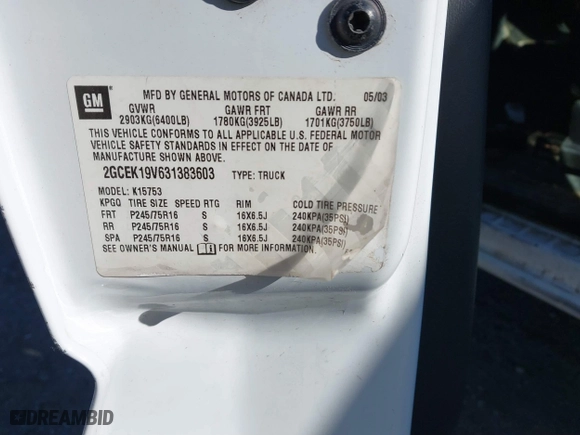 GM
MFD BY GENERAL MOTORS OF CANADA LTD. 05/03
GVWR GAWR FRT GAWR RR
2903KG(6400LB) 1780KG(3925LB) 1701KG(3750LB)
THIS VEHICLE CONFORMS TO ALL APPLICABLE U.S. FEDERAL MOTOR
VEHICLE SAFETY STANDARDS IN EFFECT ON THE DATE OF
MANUFACTURE SHOWN ABOVE.
2GCEK19V631383603 TYPE: TRUCK
MODEL: K15753
KPGQ TIRE SIZE SPEED RTG RIM COLD TIRE PRESSURE
FRT P245/75R16 S 16X6.5J 240KPA(35PSI)
RR P245/75R16 S 16X6.5J 240KPA(35PSI)
SPA P245/75R16 S 16X6.5J 240KPA(35PSI)
SEE OWNER'S MANUAL FOR MORE INFORMATION.
DREAMBID